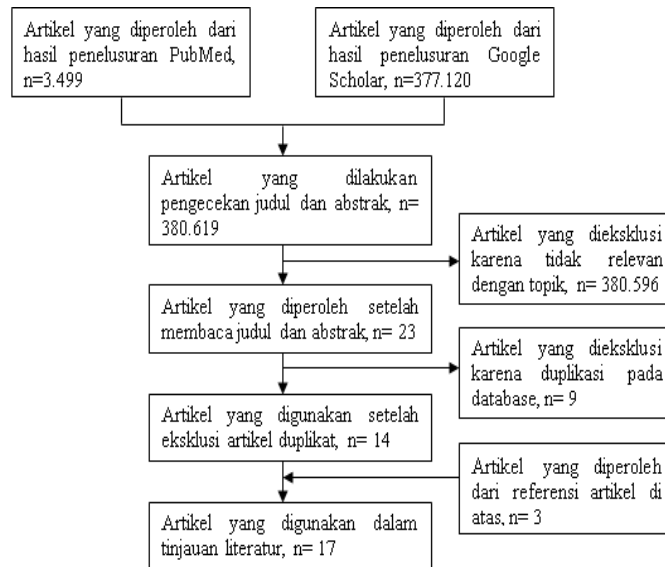 Artikel yang diperoleh dari
hasil penelusuran PubMed,
n=3.499
Artikel yang diperoleh dari
hasil penelusuran Google
Scholar, n=377.120
Artikel yang dilakukan
pengecekan judul dan abstrak, n=
380.619
Artikel yang dieksklusi
karena tidak relevan
dengan topik, n= 380.596
Artikel yang diperoleh setelah
membaca judul dan abstrak, n= 23
Artikel yang dieksklusi
karena duplikasi pada
database, n= 9
Artikel yang digunakan setelah
eksklusi artikel duplikat, n= 14
Artikel yang diperoleh
dari referensi artikel di
atas, n= 3
Artikel yang digunakan dalam
tinjauan literatur, n= 17